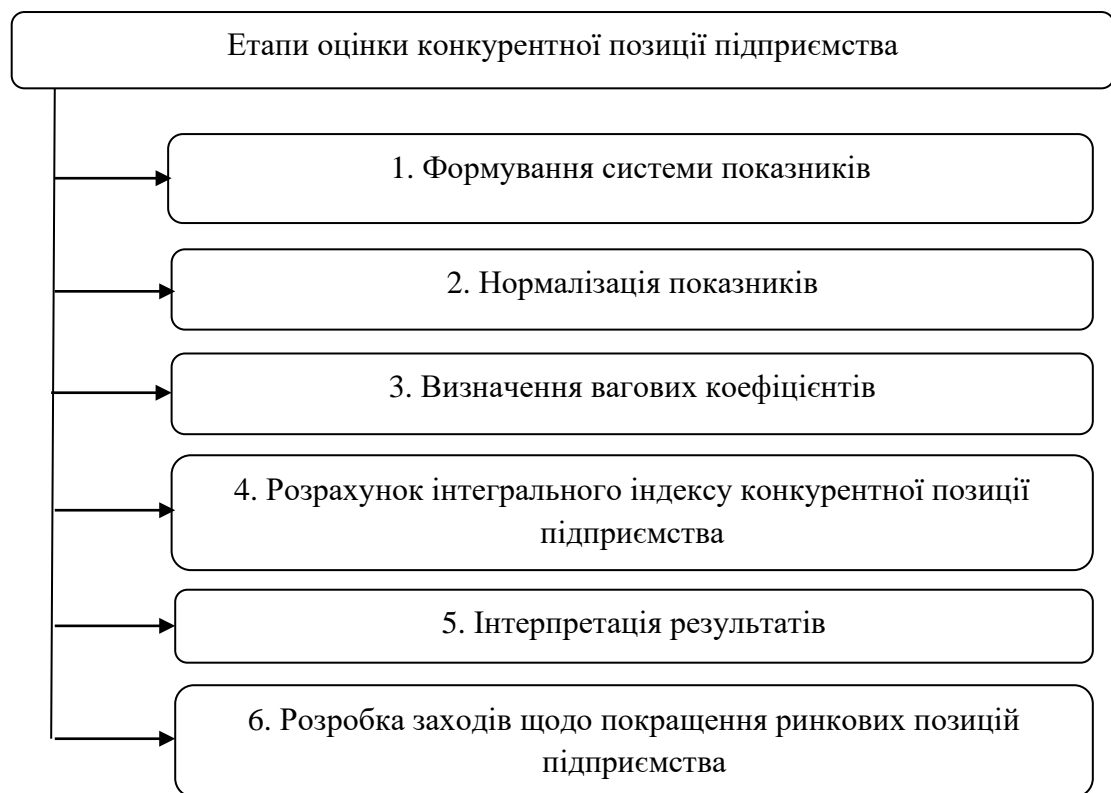 Етапи оцінки конкурентної позиції підприємства
1. Формування системи показників
2. Нормалізація показників
3. Визначення вагових коефіцієнтів
4. Розрахунок інтегрального індексу конкурентної позиції
підприємства
5. Інтерпретація результатів
6. Розробка заходів щодо покращення ринкових позицій
підприємства